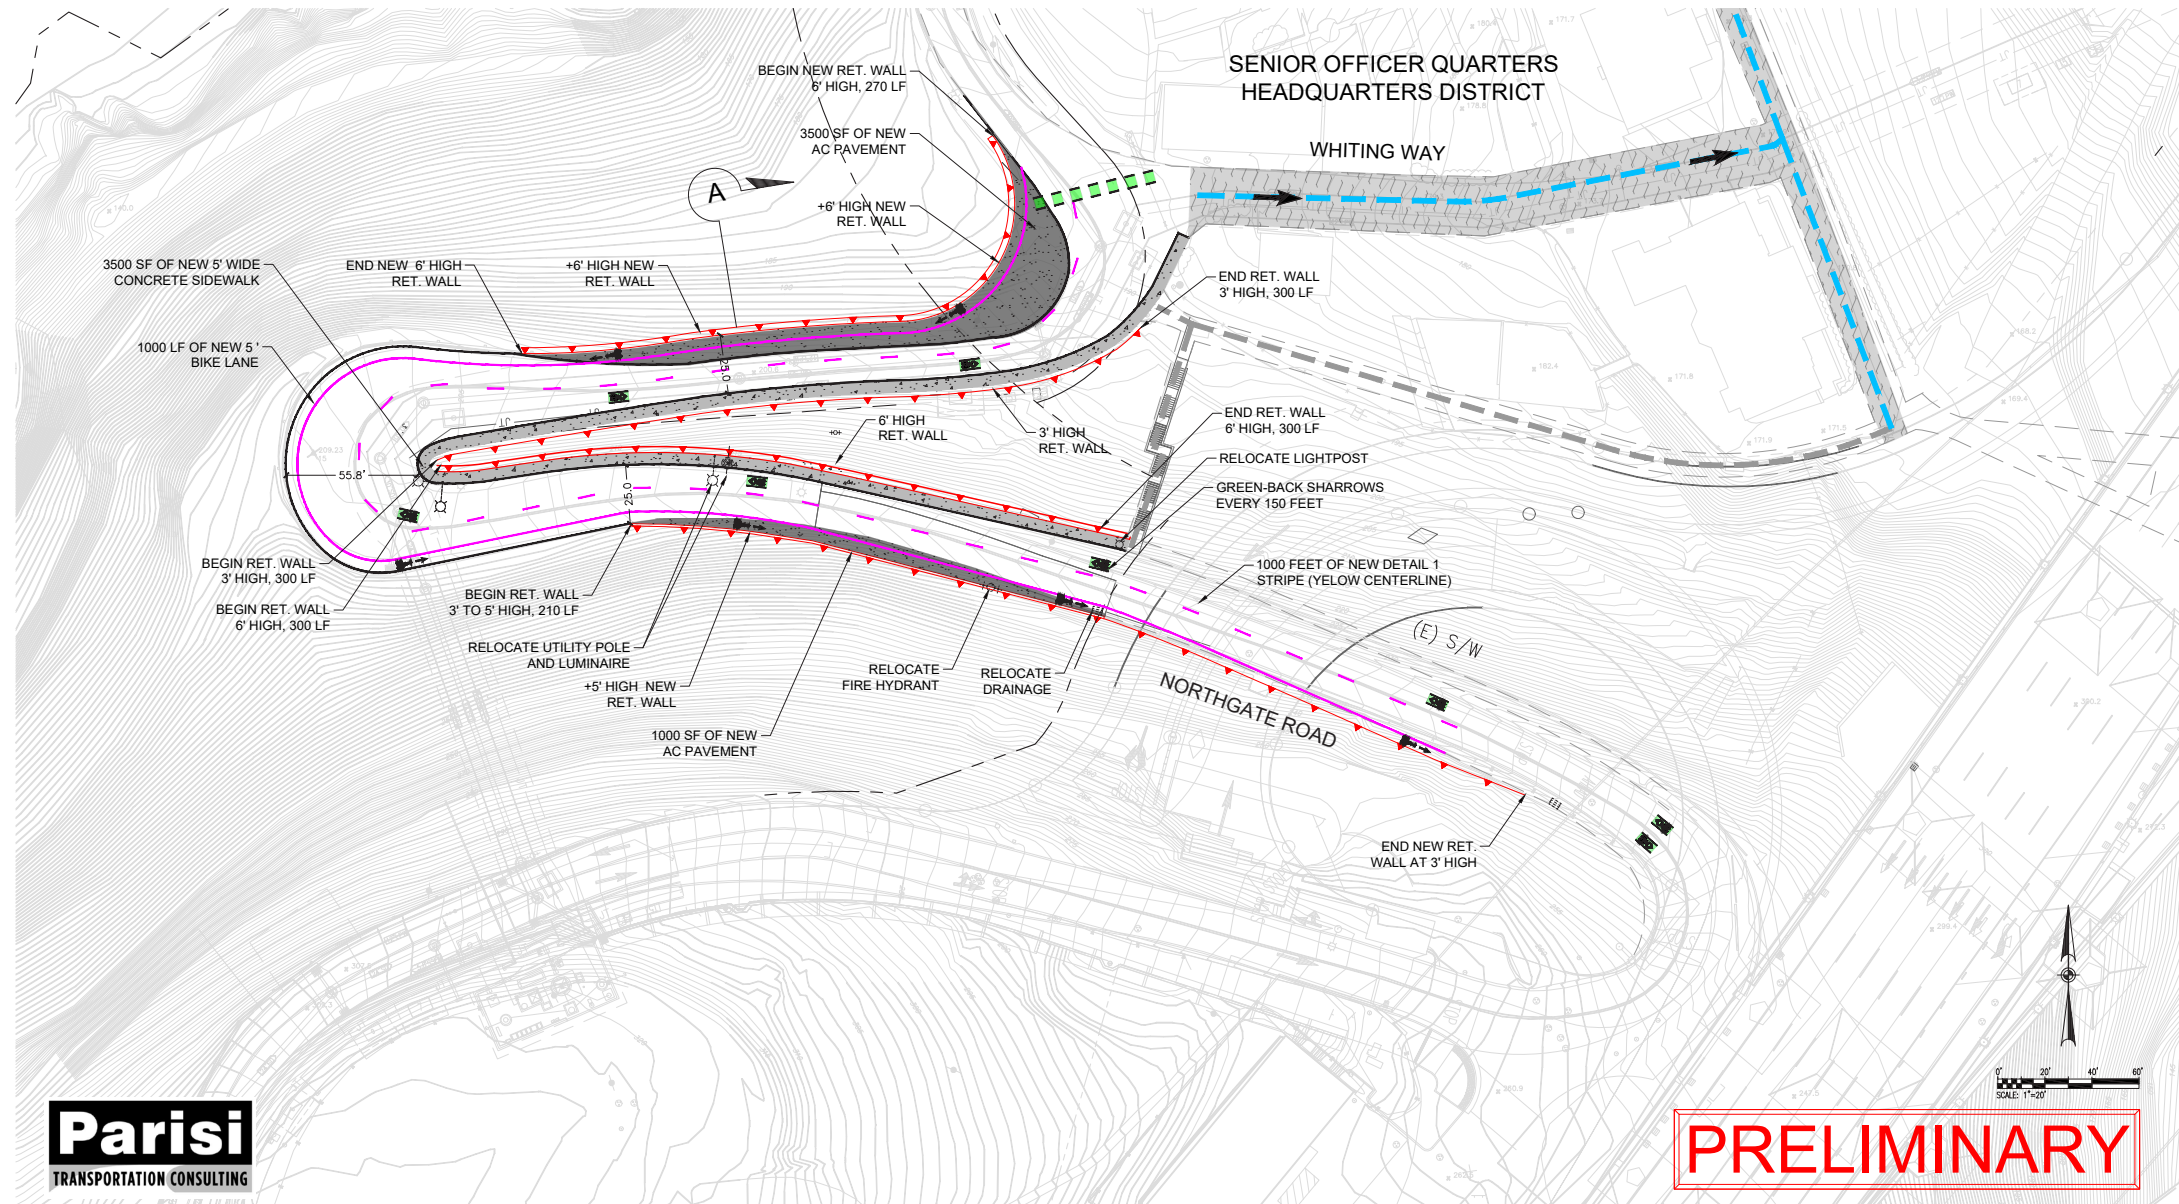 SENIOR OFFICER QUARTERS
HEADQUARTERS DISTRICT
WHITING WAY
BEGIN NEW RET. WALL
6' HIGH, 270 LF
3500 SF OF NEW
AC PAVEMENT
A
+6' HIGH NEW
RET. WALL
3500 SF OF NEW 5' WIDE
CONCRETE SIDEWALK
END NEW 6' HIGH
RET. WALL
+6' HIGH NEW
RET. WALL
END RET. WALL
3' HIGH, 300 LF
1000 LF OF NEW 5 '
BIKE LANE
25.0
6' HIGH
RET. WALL
3' HIGH
RET. WALL
END RET. WALL
6' HIGH, 300 LF
RELOCATE LIGHTPOST
GREEN-BACK SHARROWS
EVERY 150 FEET
55.8'
25.0
BEGIN RET. WALL
3' HIGH, 300 LF
BEGIN RET. WALL
6' HIGH, 300 LF
BEGIN RET. WALL
3' TO 5' HIGH, 210 LF
1000 FEET OF NEW DETAIL 1
STRIPE (YELOW CENTERLINE)
RELOCATE UTILITY POLE
AND LUMINAIRE
+5' HIGH NEW
RET. WALL
RELOCATE
FIRE HYDRANT
RELOCATE
DRAINAGE
(E) S/W
NORTHGATE ROAD
1000 SF OF NEW
AC PAVEMENT
END NEW RET.
WALL AT 3' HIGH
0' 20' 40' 60'
SCALE: 1"=20'
Parisi
TRANSPORTATION CONSULTING
PRELIMINARY